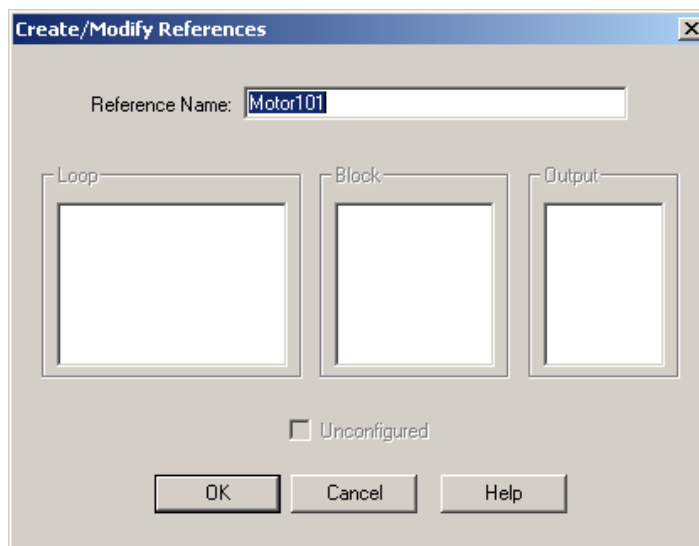 Create/Modify References
Reference Name: Motor101
Loop
Block
Output
Unconfigured
OK
Cancel
Help